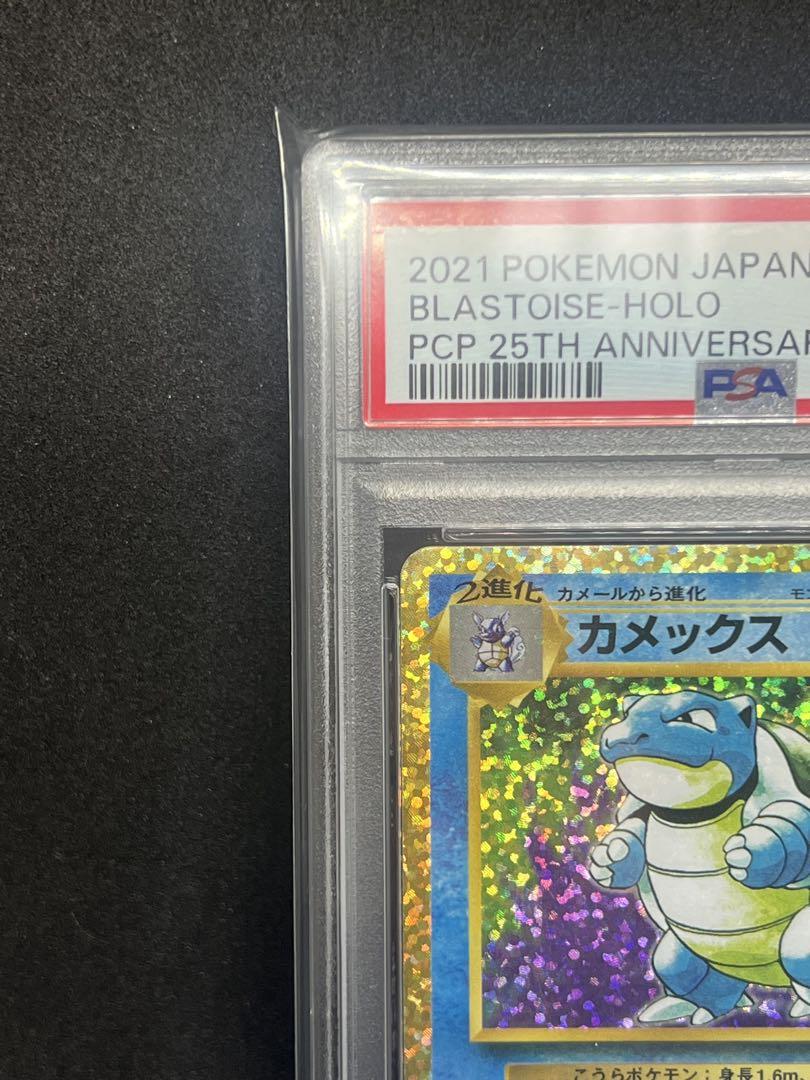 2021 POKEMON JAPAN
BLASTOISE-HOLO
PCP 25TH ANNIVERSAR
PSA
2進化 カメールから進化
カメックス
こうらポケモン：身長1.6m,